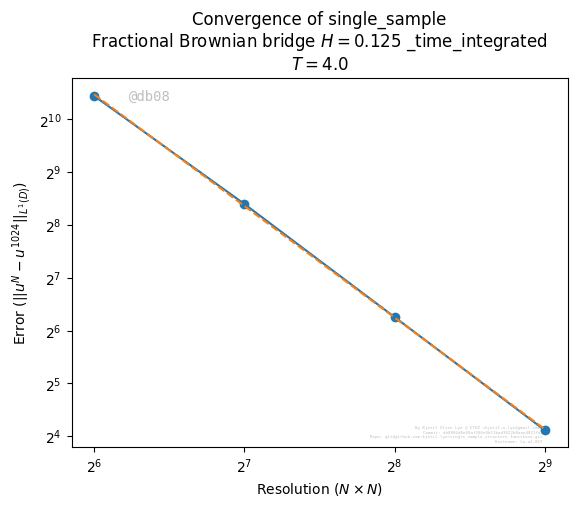 Convergence of single_sample
Fractional Brownian bridge H = 0.125 _time_integrated
T = 4.0
@db08
2^10
2^9
2^8
2^7
2^6
2^5
2^4
Error (||u^N − u^1024||_{L^1(D)})
2^6
2^7
2^8
2^9
Resolution (N × N)